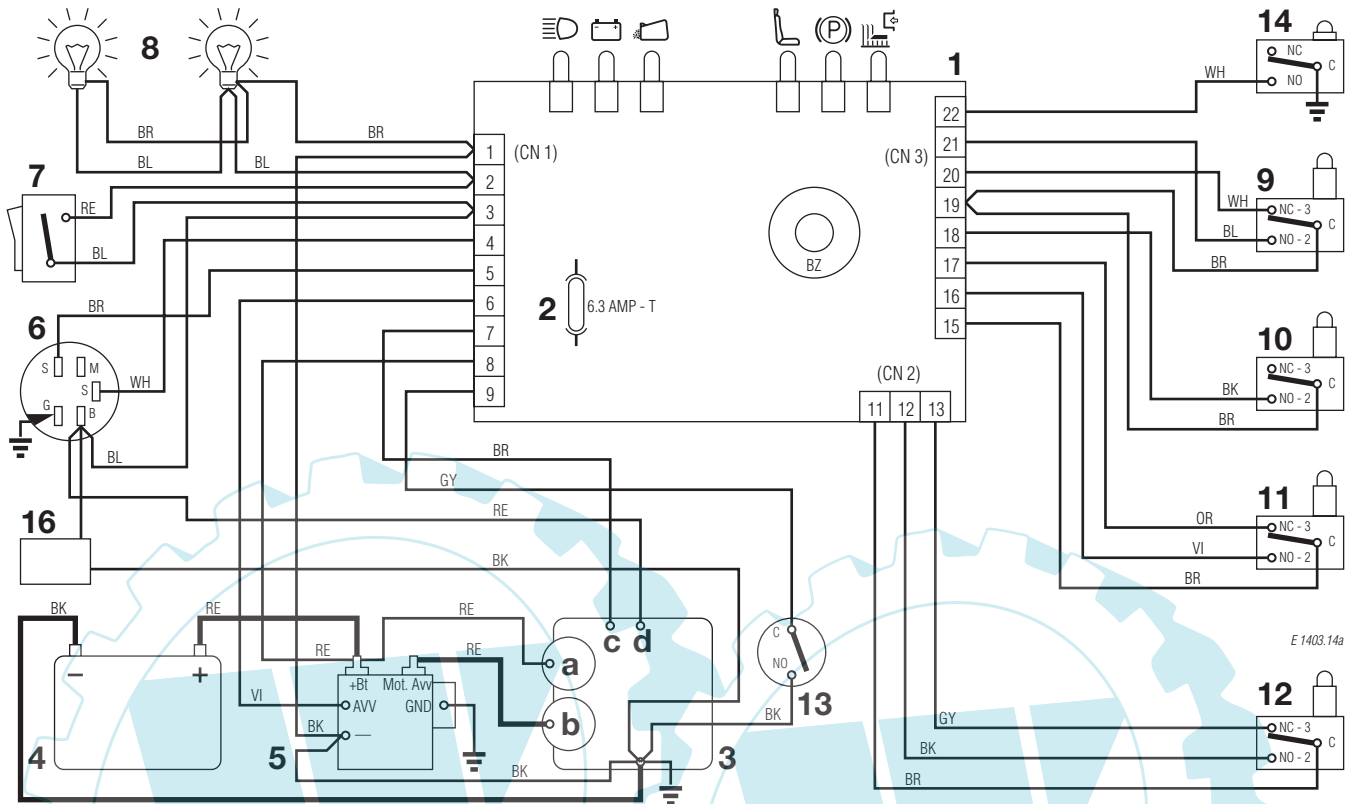 8
BR
BR
BL
BL
7
RE
BL
BR
6
S
M
S
WH
G
B
BL
16
1
2
3
4
5
6
7
8
9
(CN 1)
2
6.3 AMP - T
BZ
P
1
(CN 3)
22
21
20
19
18
17
16
15
(CN 2)
11
12
13
14
NC
C
NO
WH
9
WH
NC - 3
C
BL
NO - 2
BR
10
NC - 3
C
BK
NO - 2
BR
11
OR
NC - 3
C
VI
NO - 2
BR
E 1403.14a
12
GY
NC - 3
C
BK
NO - 2
BR
BR
GY
RE
BK
BK
RE
RE
RE
RE
–
+
+Bt
Mot. Avv
VI
AVV
GND
BK
—
4
5
BK
c
d
a
b
3
C
NO
13
BK